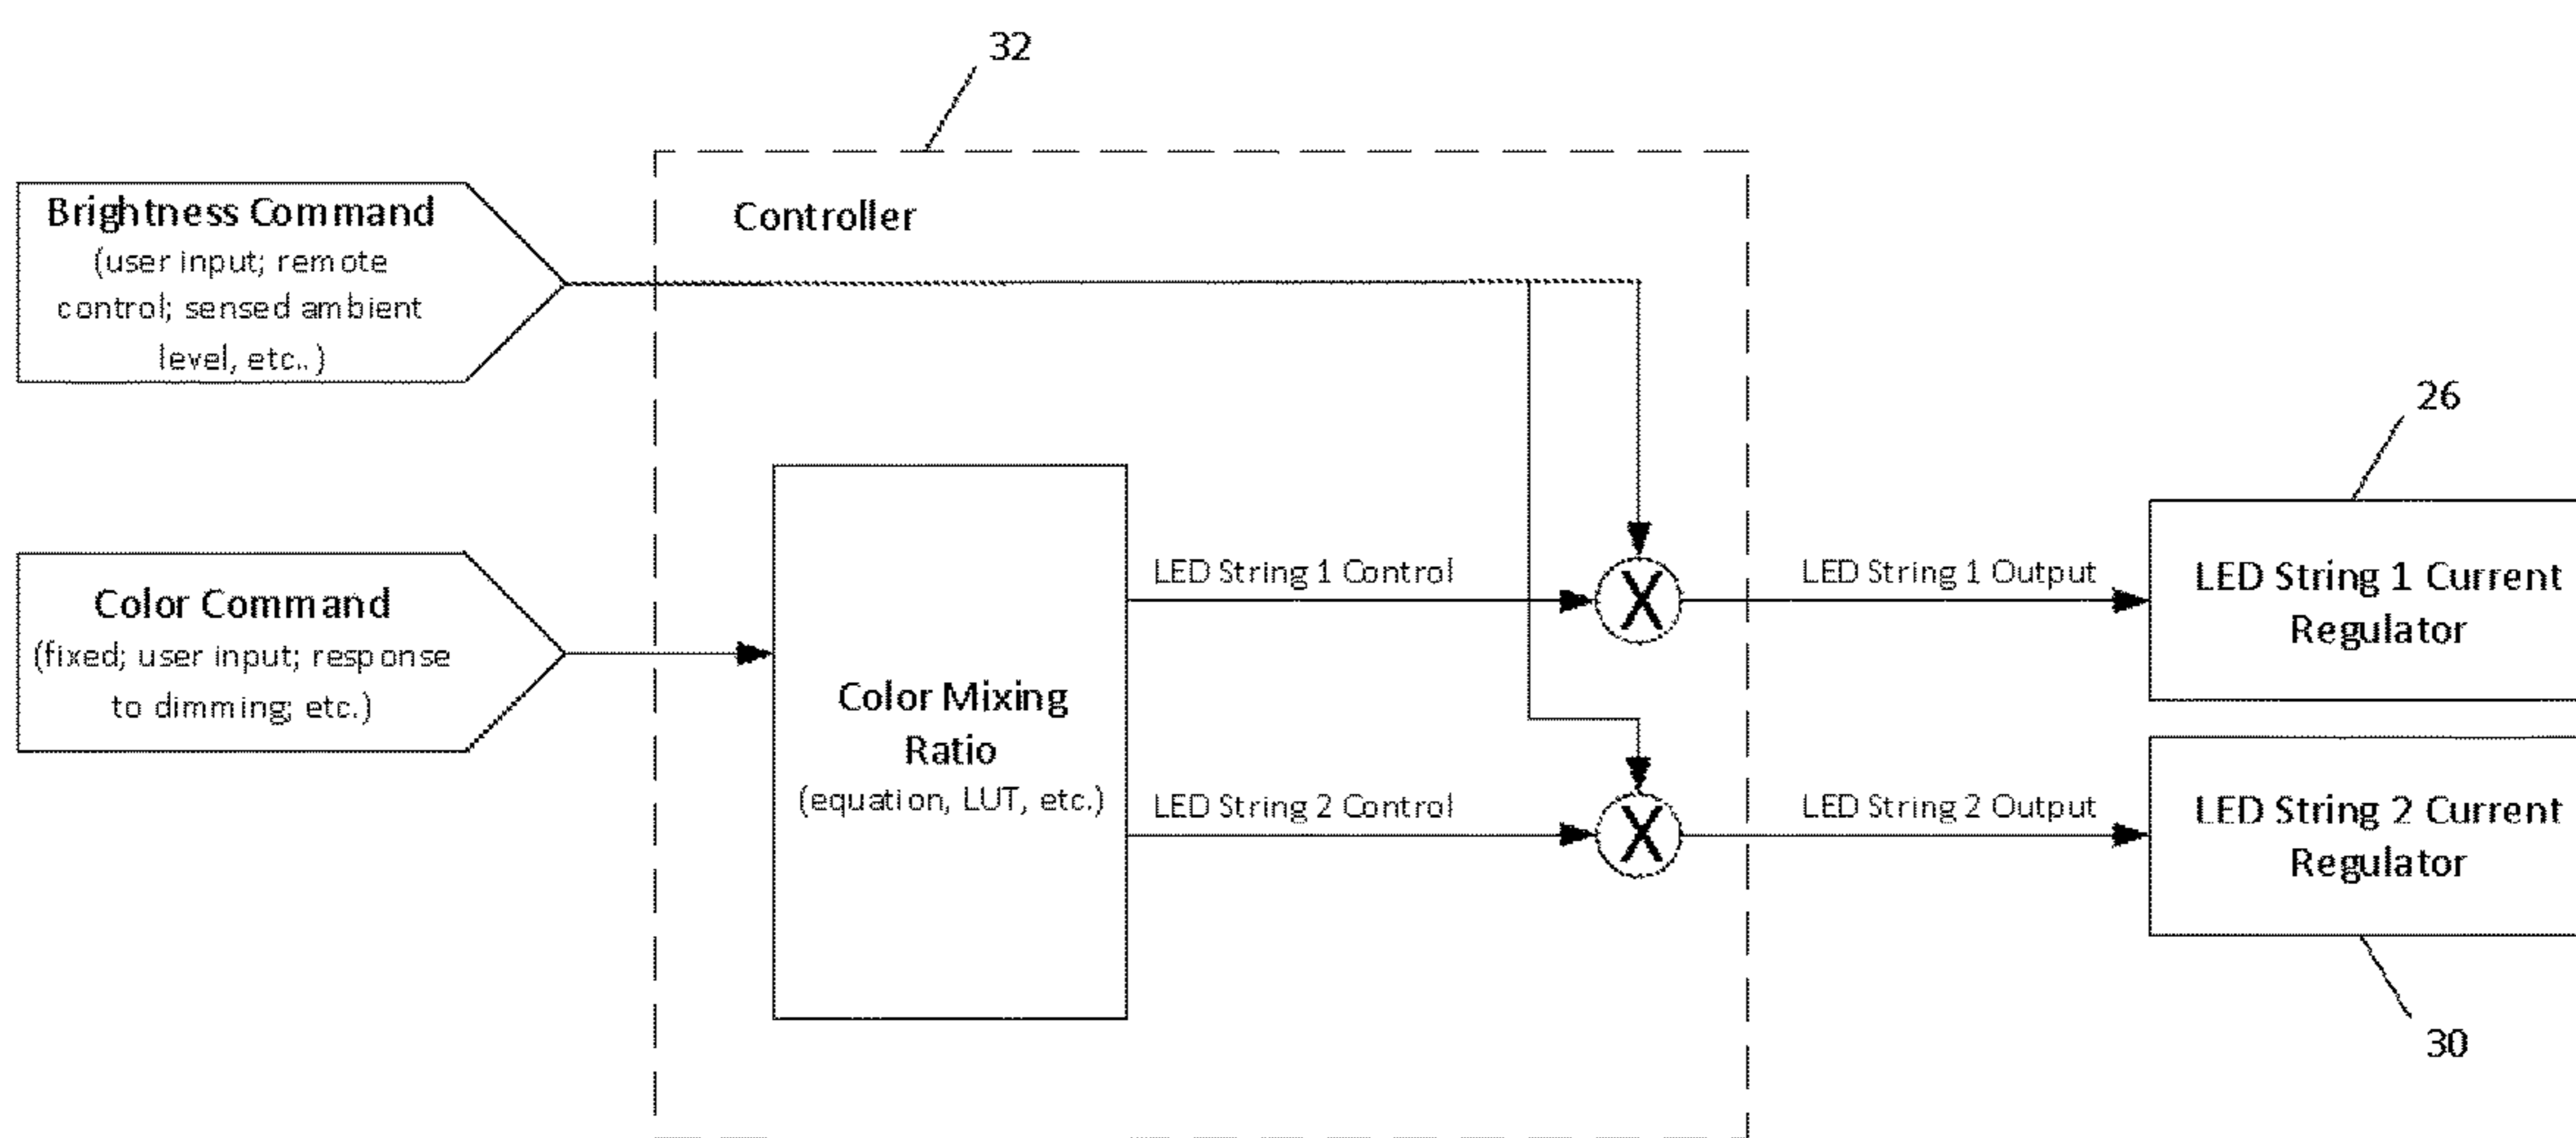 32
Brightness Command
(user input; remote
control; sensed ambient
level, etc..)
Controller
26
Color Command
(fixed; user input; response
to dimming; etc.)
Color Mixing
Ratio
(equation, LUT, etc.)
LED String 1 Control
X
LED String 1 Output
LED String 1 Current
Regulator
LED String 2 Control
X
LED String 2 Output
LED String 2 Current
Regulator
30